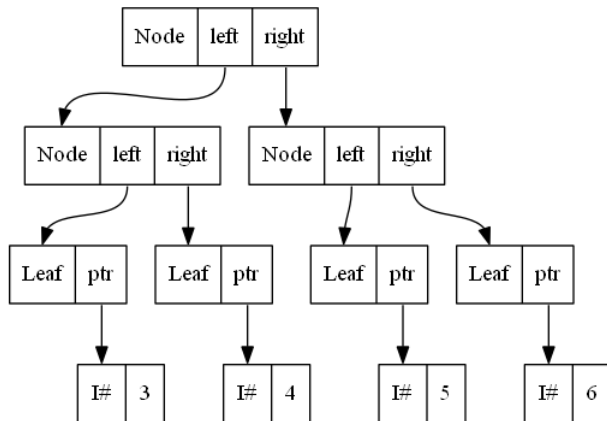 Node left right
Node left right Node left right
Leaf ptr Leaf ptr Leaf ptr Leaf ptr
I# 3 I# 4 I# 5 I# 6